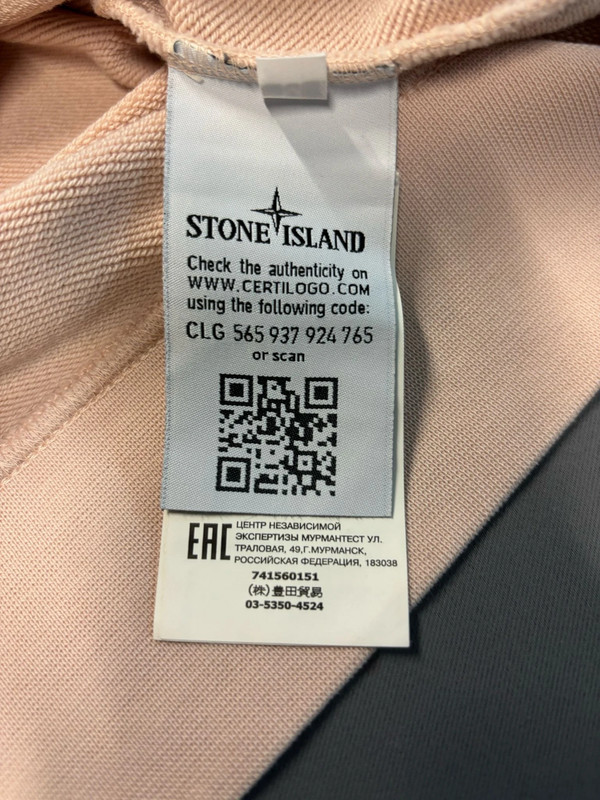 STONE ISLAND
Check the authenticity on
WWW.CERTILOGO.COM
using the following code:
CLG 565 937 924 765
or scan
EAC
ЦЕНТР НЕЗАВИСИМОЙ
ЭКСПЕРТИЗЫ МУРМАНТЕСТ УЛ.
ТРАЛОВАЯ, 49,Г.МУРМАНСК,
РОССИЙСКАЯ ФЕДЕРАЦИЯ, 183038
741560151
(株)豊田貿易
03-5350-4524